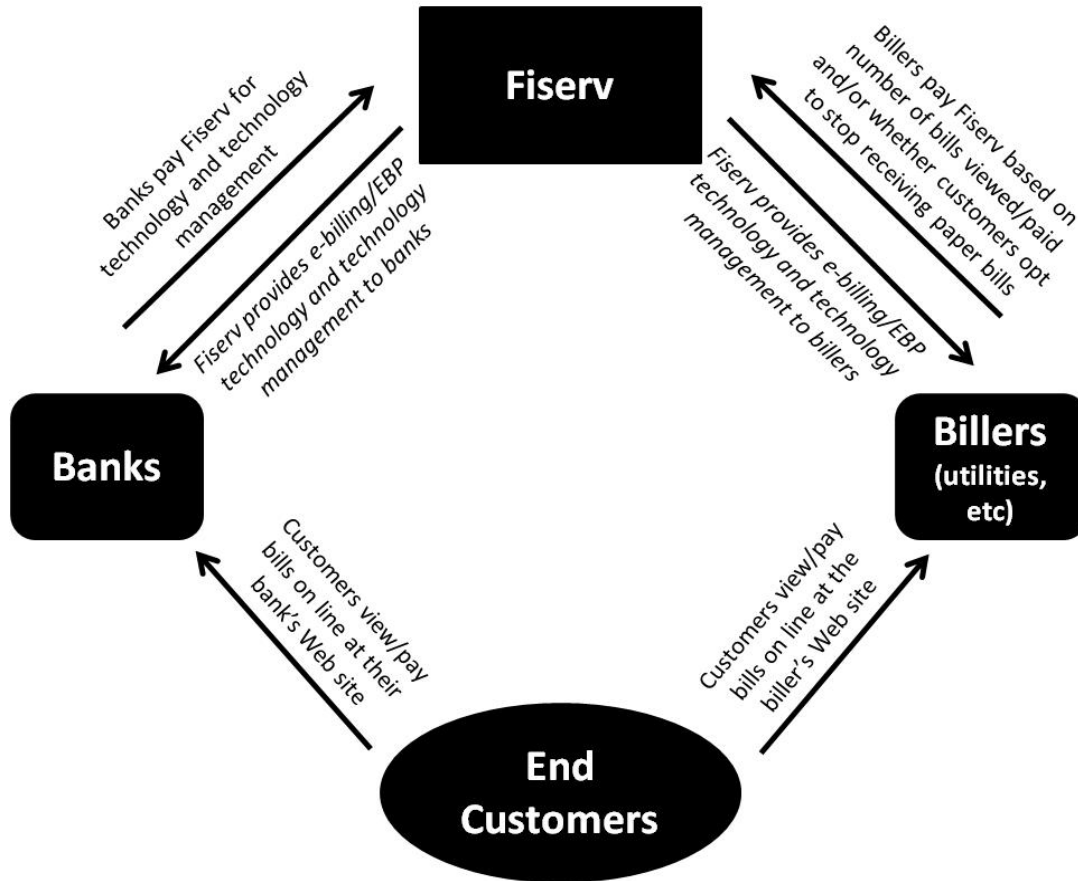 Fiserv
Banks pay Fiserv for
technology and technology
management
Fiserv provides e-billing/EBP
technology and technology
management to banks
Billers pay Fiserv based on
number of bills viewed/paid
and/or whether customers opt
to stop receiving paper bills
Fiserv provides e-billing/EBP
technology and technology
management to billers
Banks
Billers
(utilities,
etc)
Customers view/pay
bills on line at their
bank's Web site
Customers view/pay
bills on line at the
biller's Web site
End
Customers